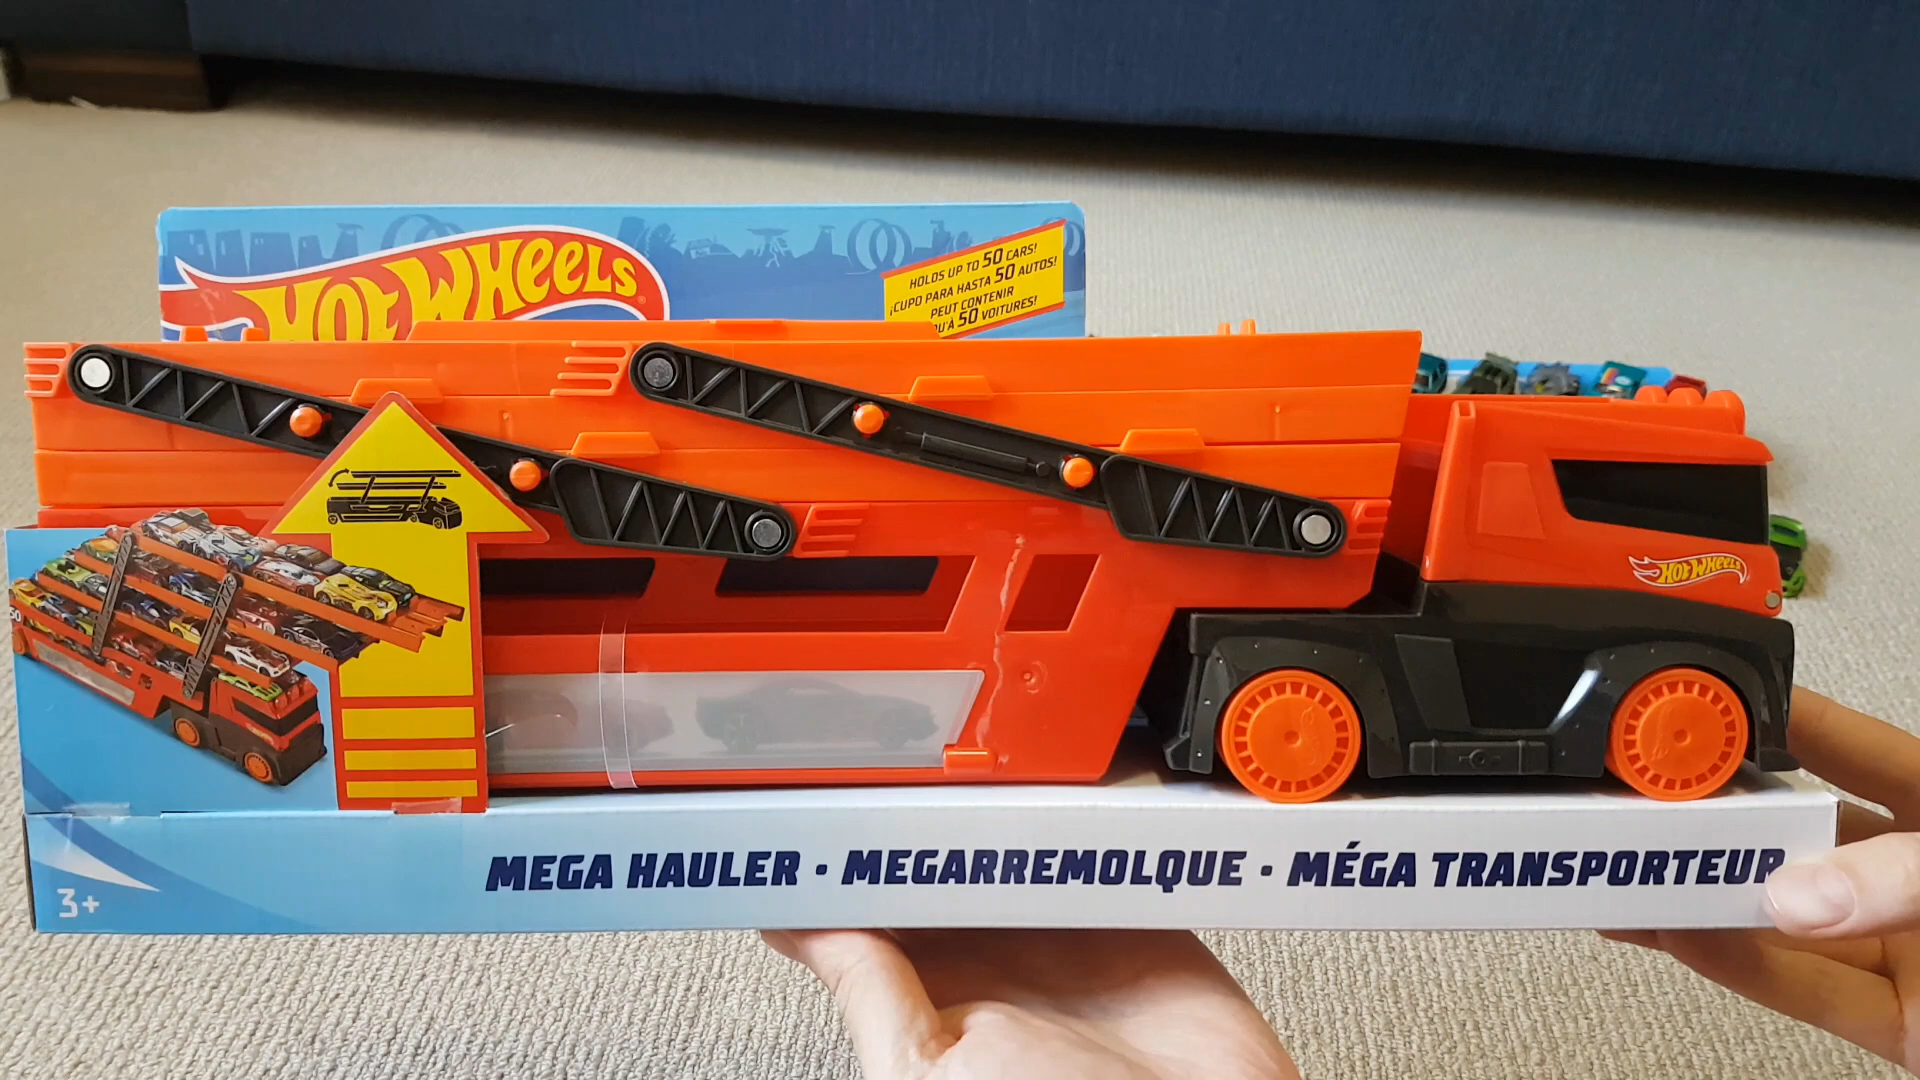 HOT WHEELS®
HOLDS UP TO 50 CARS!
¡CUPO PARA HASTA 50 AUTOS!
PEUT CONTENIR
50 VOITURES!
HOT WHEELS
50
MEGA HAULER • MEGARREMOLQUE • MÉGA TRANSPORTEUR
3+